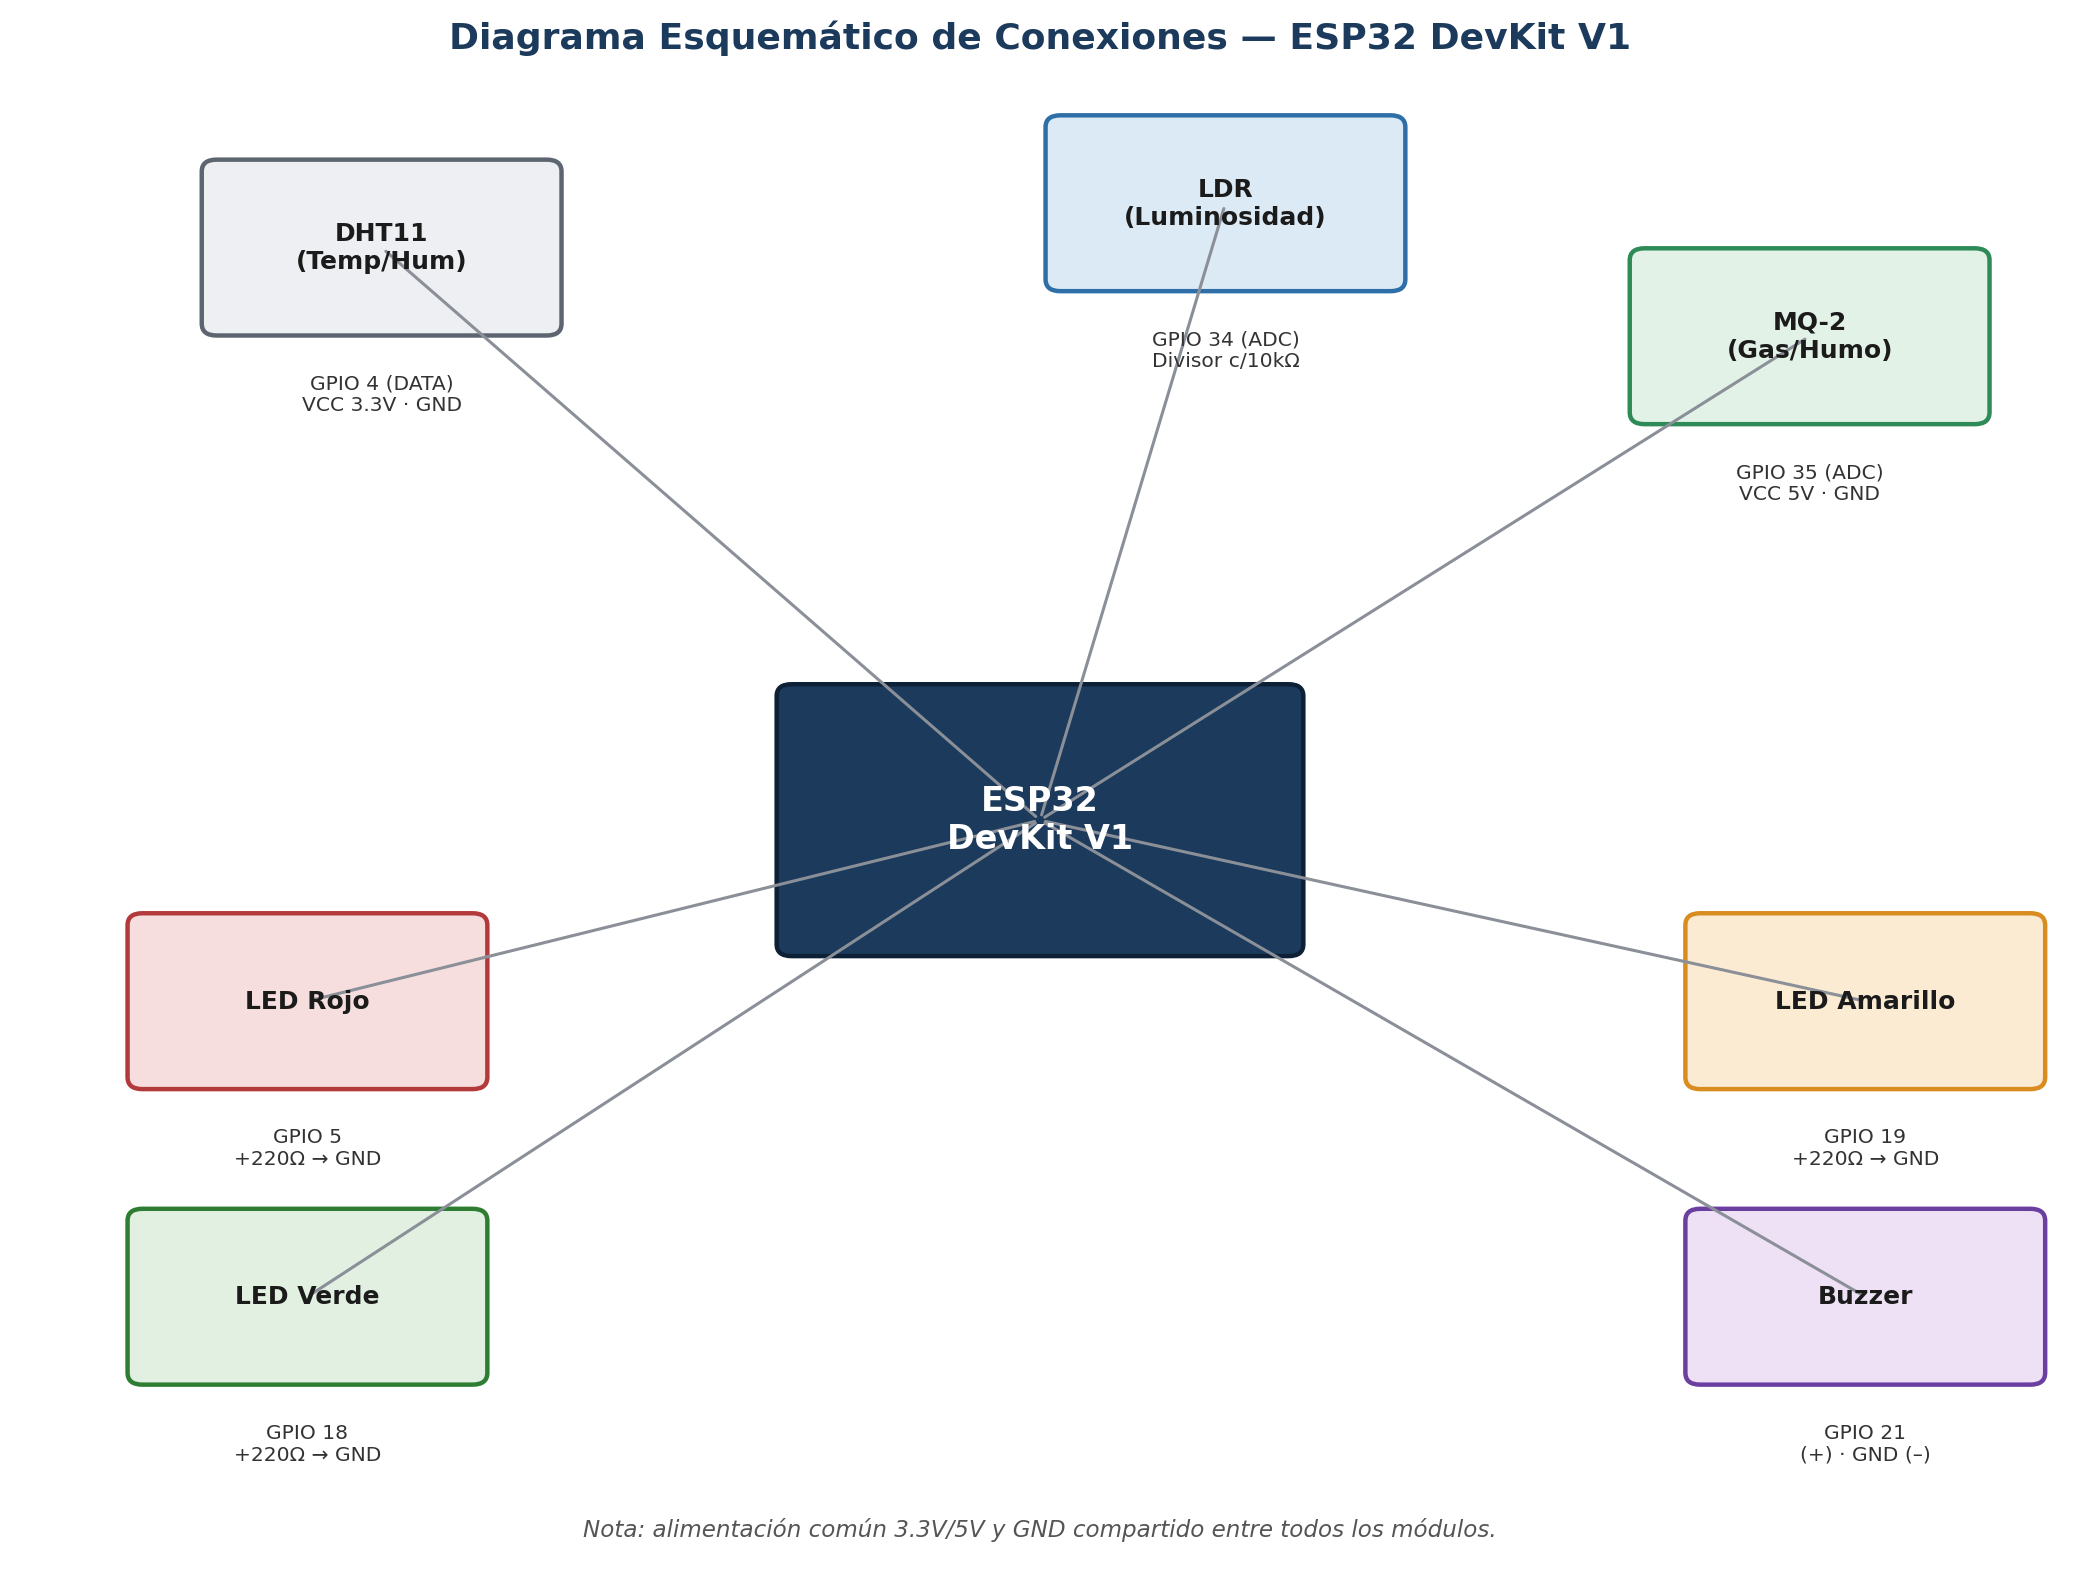 Diagrama Esquemático de Conexiones — ESP32 DevKit V1
DHT11
(Temp/Hum)
GPIO 4 (DATA)
VCC 3.3V · GND
LDR
(Luminosidad)
GPIO 34 (ADC)
Divisor c/10kΩ
MQ-2
(Gas/Humo)
GPIO 35 (ADC)
VCC 5V · GND
ESP32
DevKit V1
LED Rojo
GPIO 5
+220Ω → GND
LED Amarillo
GPIO 19
+220Ω → GND
LED Verde
GPIO 18
+220Ω → GND
Buzzer
GPIO 21
(+) · GND (–)
Nota: alimentación común 3.3V/5V y GND compartido entre todos los módulos.